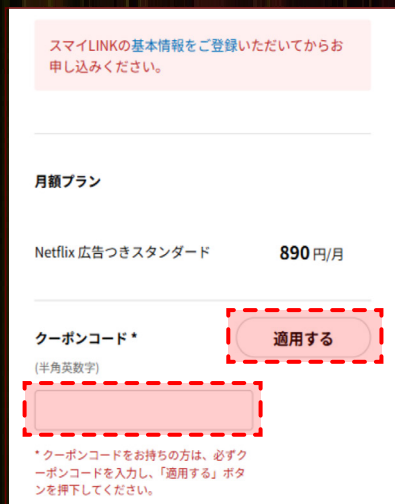 スマイLINKの基本情報をご登録いただいてからお
申し込みください。
月額プラン
Netflix 広告つきスタンダード 890 円/月
クーポンコード * 適用する
(半角英数字)
* クーポンコードをお持ちの方は、必ずク
ーポンコードを入力し、「適用する」ボタ
ンを押下してください。